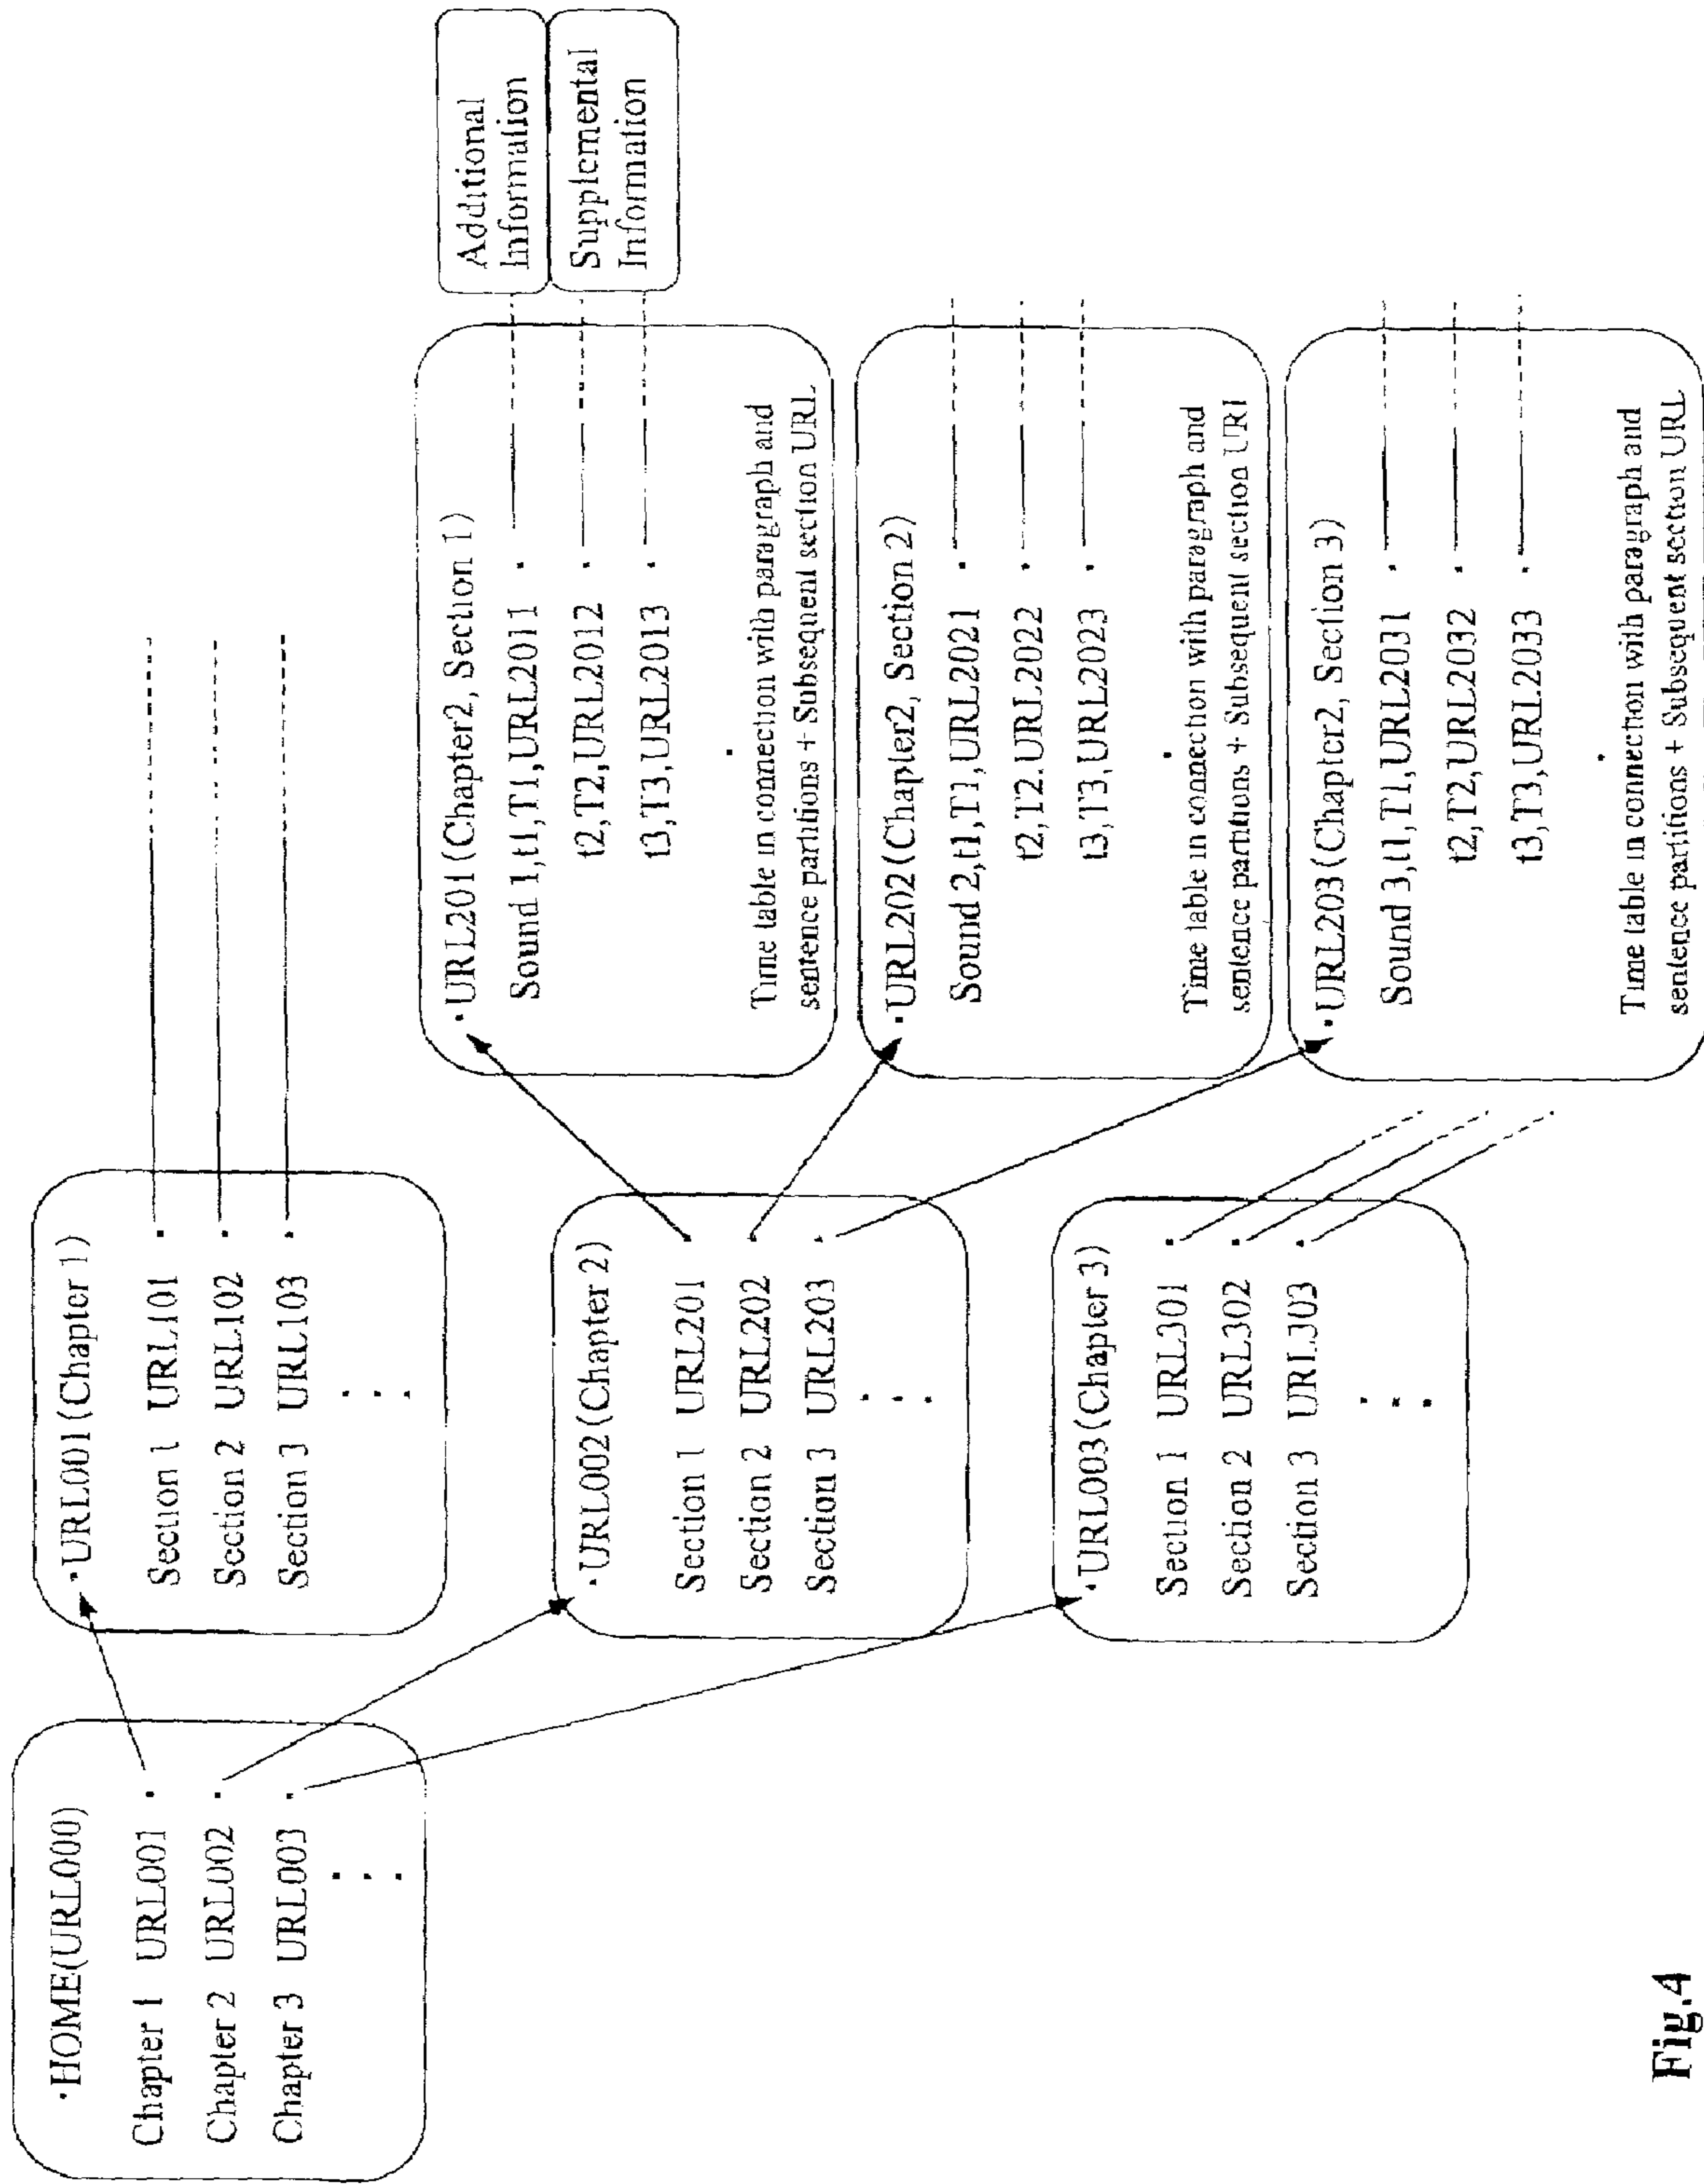 ·HOME(URL000)
Chapter 1 URL001 ·
Chapter 2 URL002 ·
Chapter 3 URL003 ·
·URL001(Chapter 1)
Section 1 URL101 ·
Section 2 URL102 ·
Section 3 URL103 ·
·URL002(Chapter 2)
Section 1 URL201 ·
Section 2 URL202 ·
Section 3 URL203 ·
·URL003(Chapter 3)
Section 1 URL301 ·
Section 2 URL302 ·
Section 3 URL303 ·
·URL201(Chapter2, Section 1)
Sound 1,t1,T1,URL2011 ·
t2,T2,URL2012 ·
t3,T3,URL2013 ·
Time table in connection with paragraph and
sentence partitions + Subsequent section URL
·URL202(Chapter2, Section 2)
Sound 2,t1,T1,URL2021 ·
t2,T2.URL2022 ·
t3,T3,URL2023 ·
Time table in connection with paragraph and
sentence partitions + Subsequent section URL
·URL203(Chapter2, Section 3)
Sound 3,t1,T1,URL2031 ·
t2,T2,URL2032 ·
t3,T3,URL2033 ·
Time table in connection with paragraph and
sentence partitions + Subsequent section URL
Additional
Information
Supplemental
Information
Fig.4